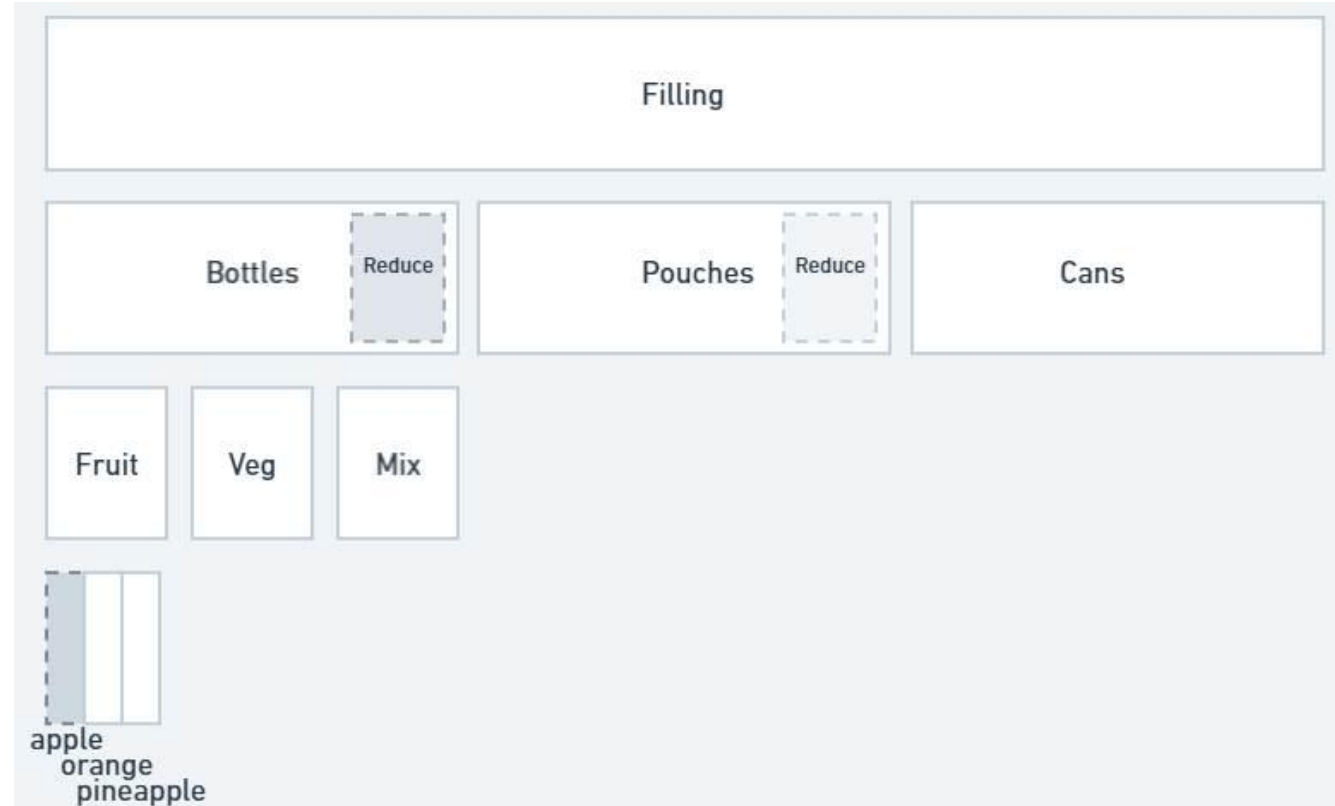 Filling
Bottles
Reduce
Pouches
Reduce
Cans
Fruit
Veg
Mix
apple
orange
pineapple